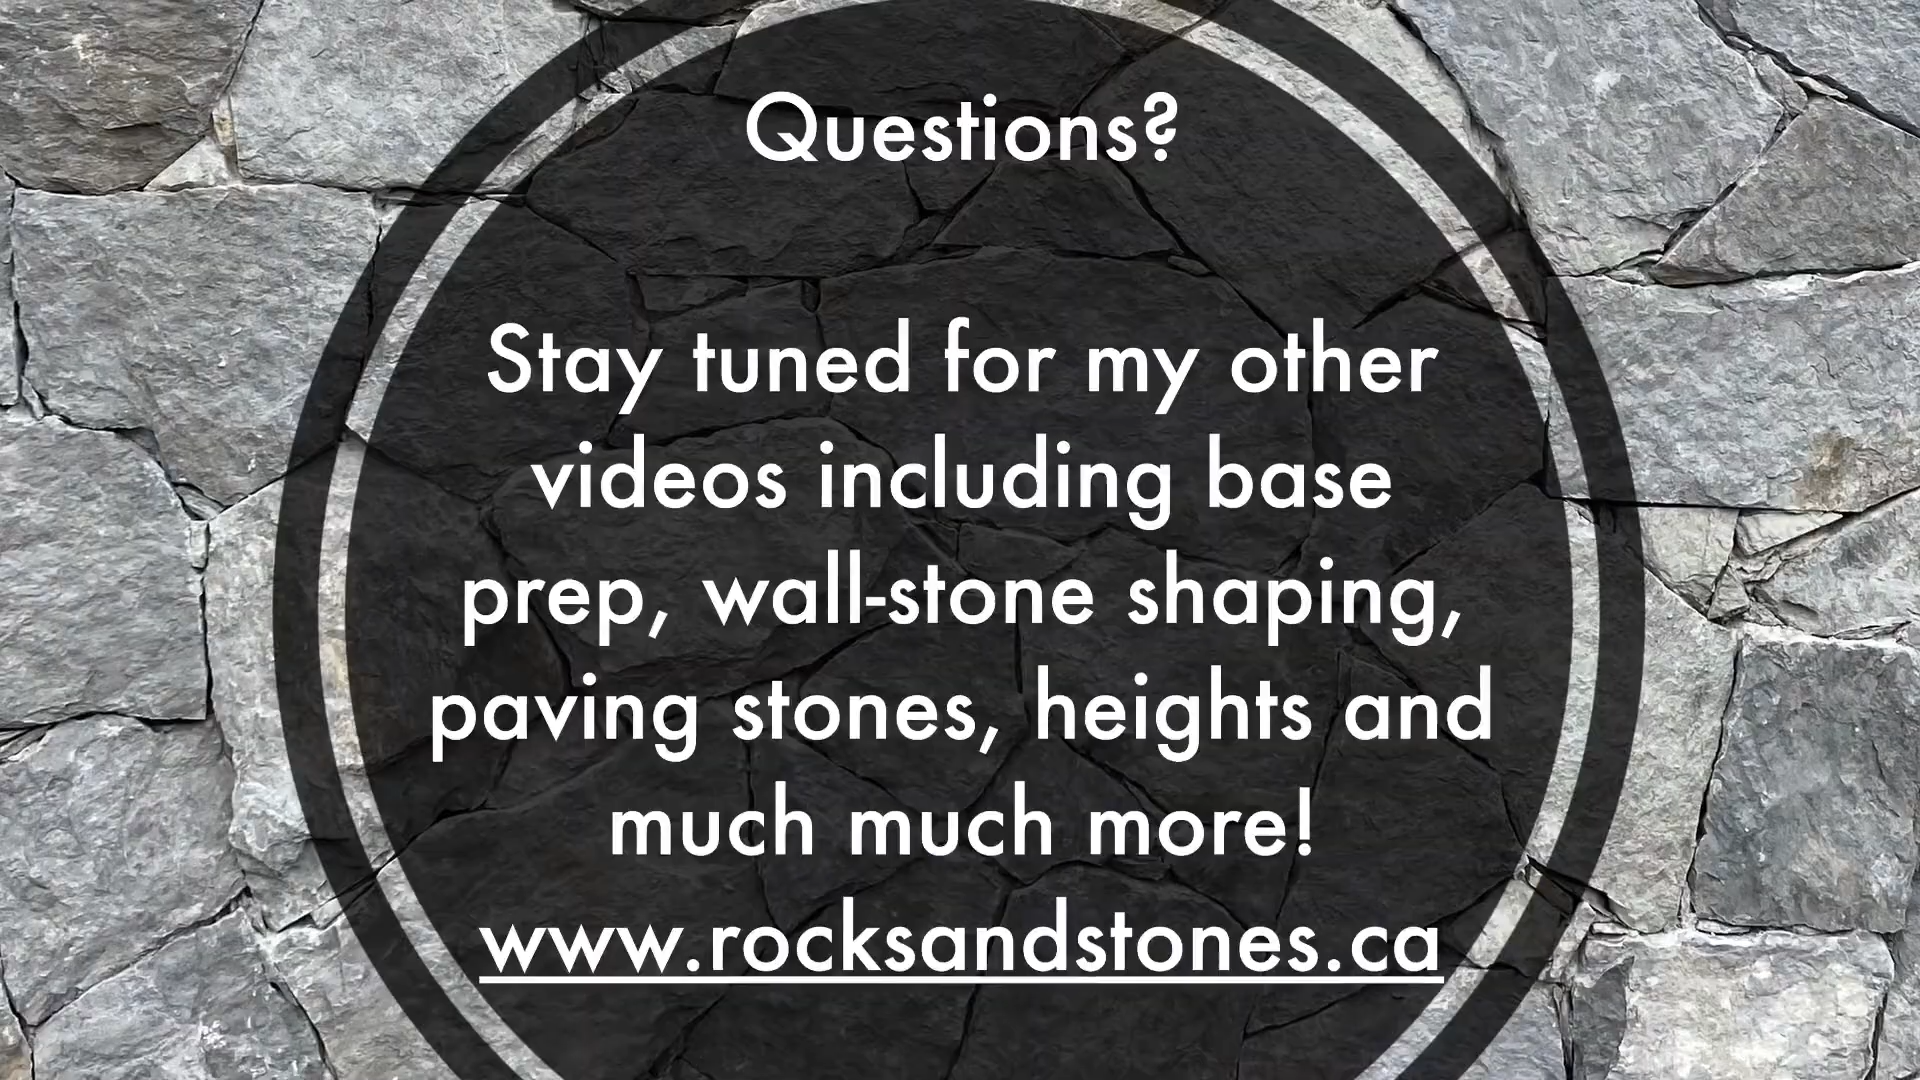 Questions?
Stay tuned for my other
videos including base
prep, wall-stone shaping,
paving stones, heights and
much much more!
www.rocksandstones.ca